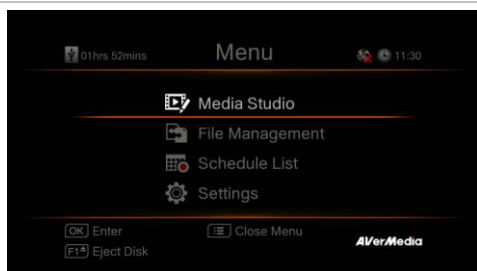 01hrs 52mins Menu 11:30
Media Studio
File Management
Schedule List
Settings
OK Enter Close Menu
F1 Eject Disk
AVerMedia